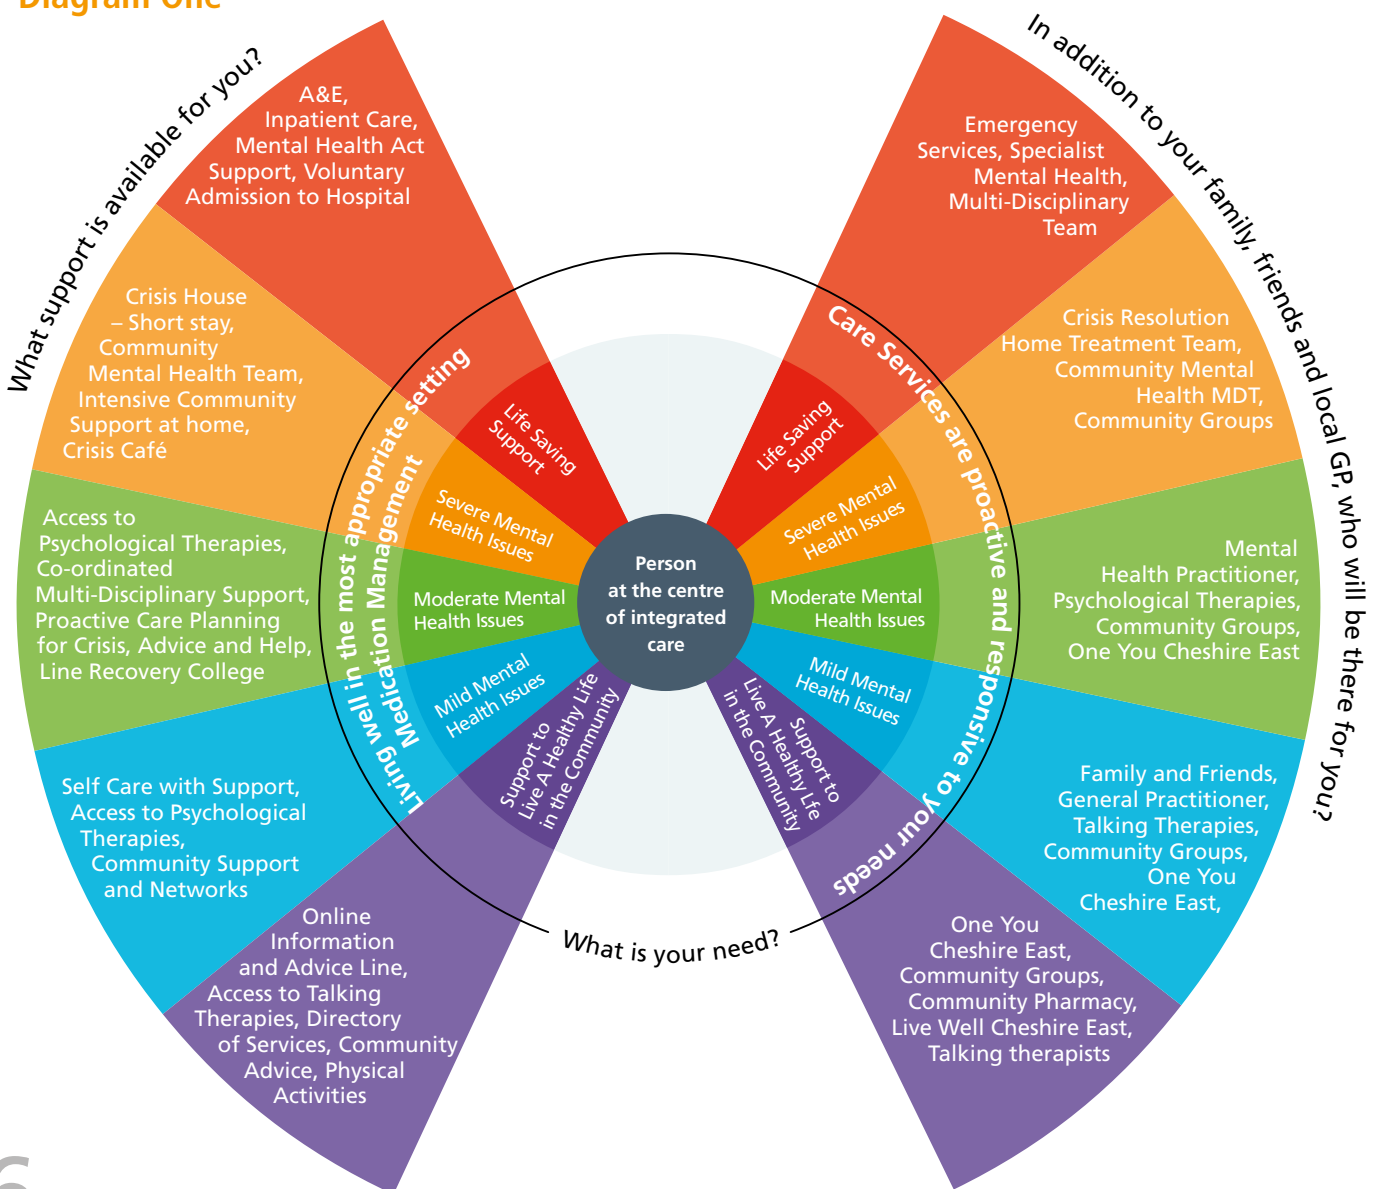 Diagram One
What support is available for you?
A&E,
Inpatient Care,
Mental Health Act
Support, Voluntary
Admission to Hospital
Crisis House
– Short stay,
Community
Mental Health Team,
Intensive Community
Support at home,
Crisis Café
Access to
Psychological Therapies,
Co-ordinated
Multi-Disciplinary Support,
Proactive Care Planning
for Crisis, Advice and Help,
Line Recovery College
Self Care with Support,
Access to Psychological
Therapies,
Community Support
and Networks
Online
Information
and Advice Line,
Access to Talking
Therapies, Directory
of Services, Community
Advice, Physical
Activities
Living well in the most appropriate setting
Medication Management
Life Saving
Support
Severe Mental
Health Issues
Moderate Mental
Health Issues
Mild Mental
Health Issues
Support to
Live A Healthy Life
in the Community
Person
at the centre
of integrated
care
Life Saving
Support
Severe Mental
Health Issues
Moderate Mental
Health Issues
Mild Mental
Health Issues
Support to
Live A Healthy Lfe
in the Community
Care Services are proactive and responsive to your needs
What is your need?
In addition to your family, friends and local GP, who will be there for you?
Emergency
Services, Specialist
Mental Health,
Multi-Disciplinary
Team
Crisis Resolution
Home Treatment Team,
Community Mental
Health MDT,
Community Groups
Mental
Health Practitioner,
Psychological Therapies,
Community Groups,
One You Cheshire East
Family and Friends,
General Practitioner,
Talking Therapies,
Community Groups,
One You
Cheshire East,
One You
Cheshire East,
Community Groups,
Community Pharmacy,
Live Well Cheshire East,
Talking therapists